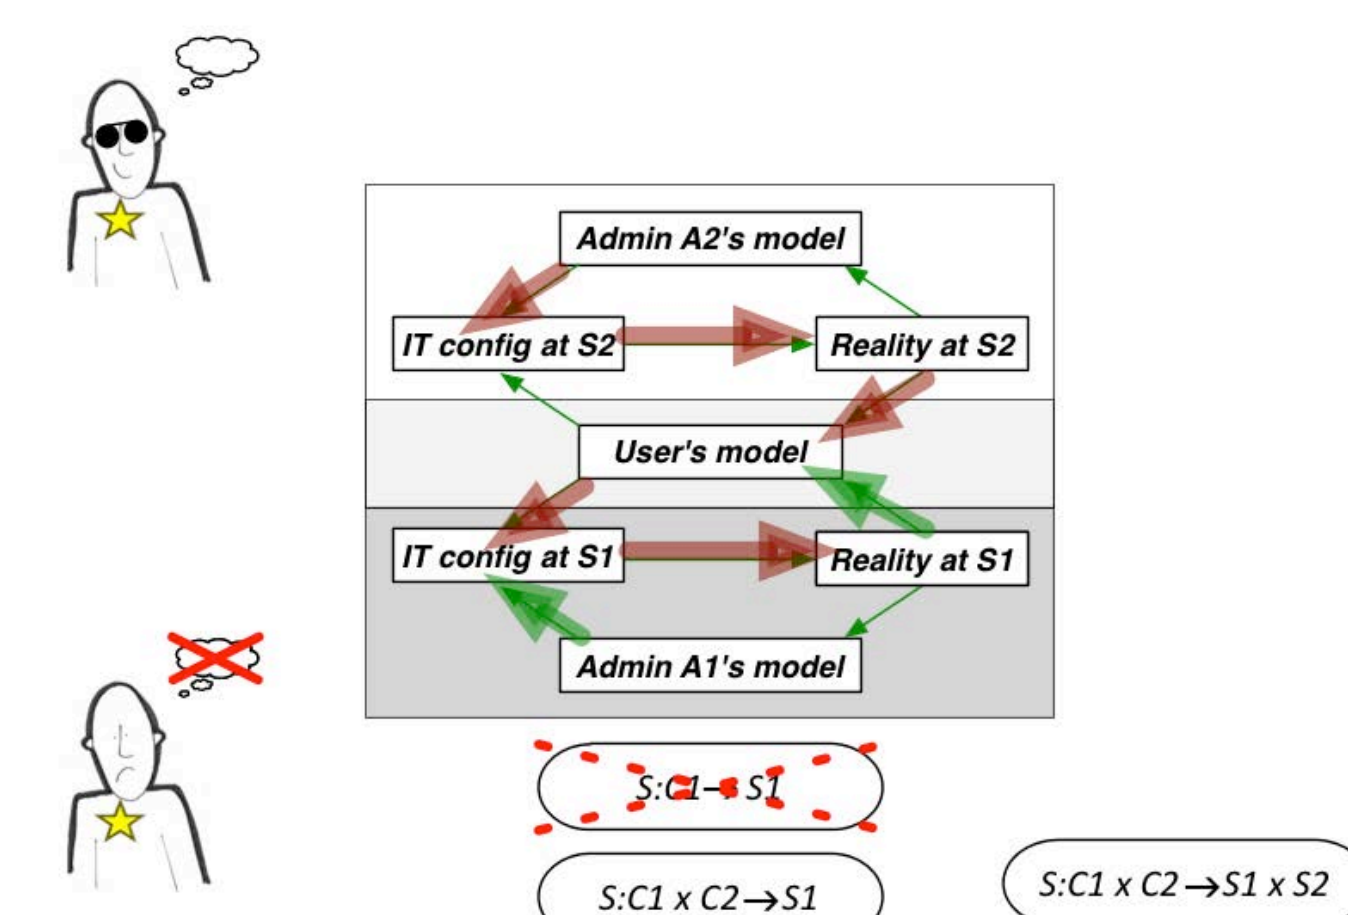 Admin A2's model
IT config at S2
Reality at S2
User's model
IT config at S1
Reality at S1
Admin A1's model
S:C1→ S1
S:C1 x C2→S1
S:C1 x C2→S1 x S2